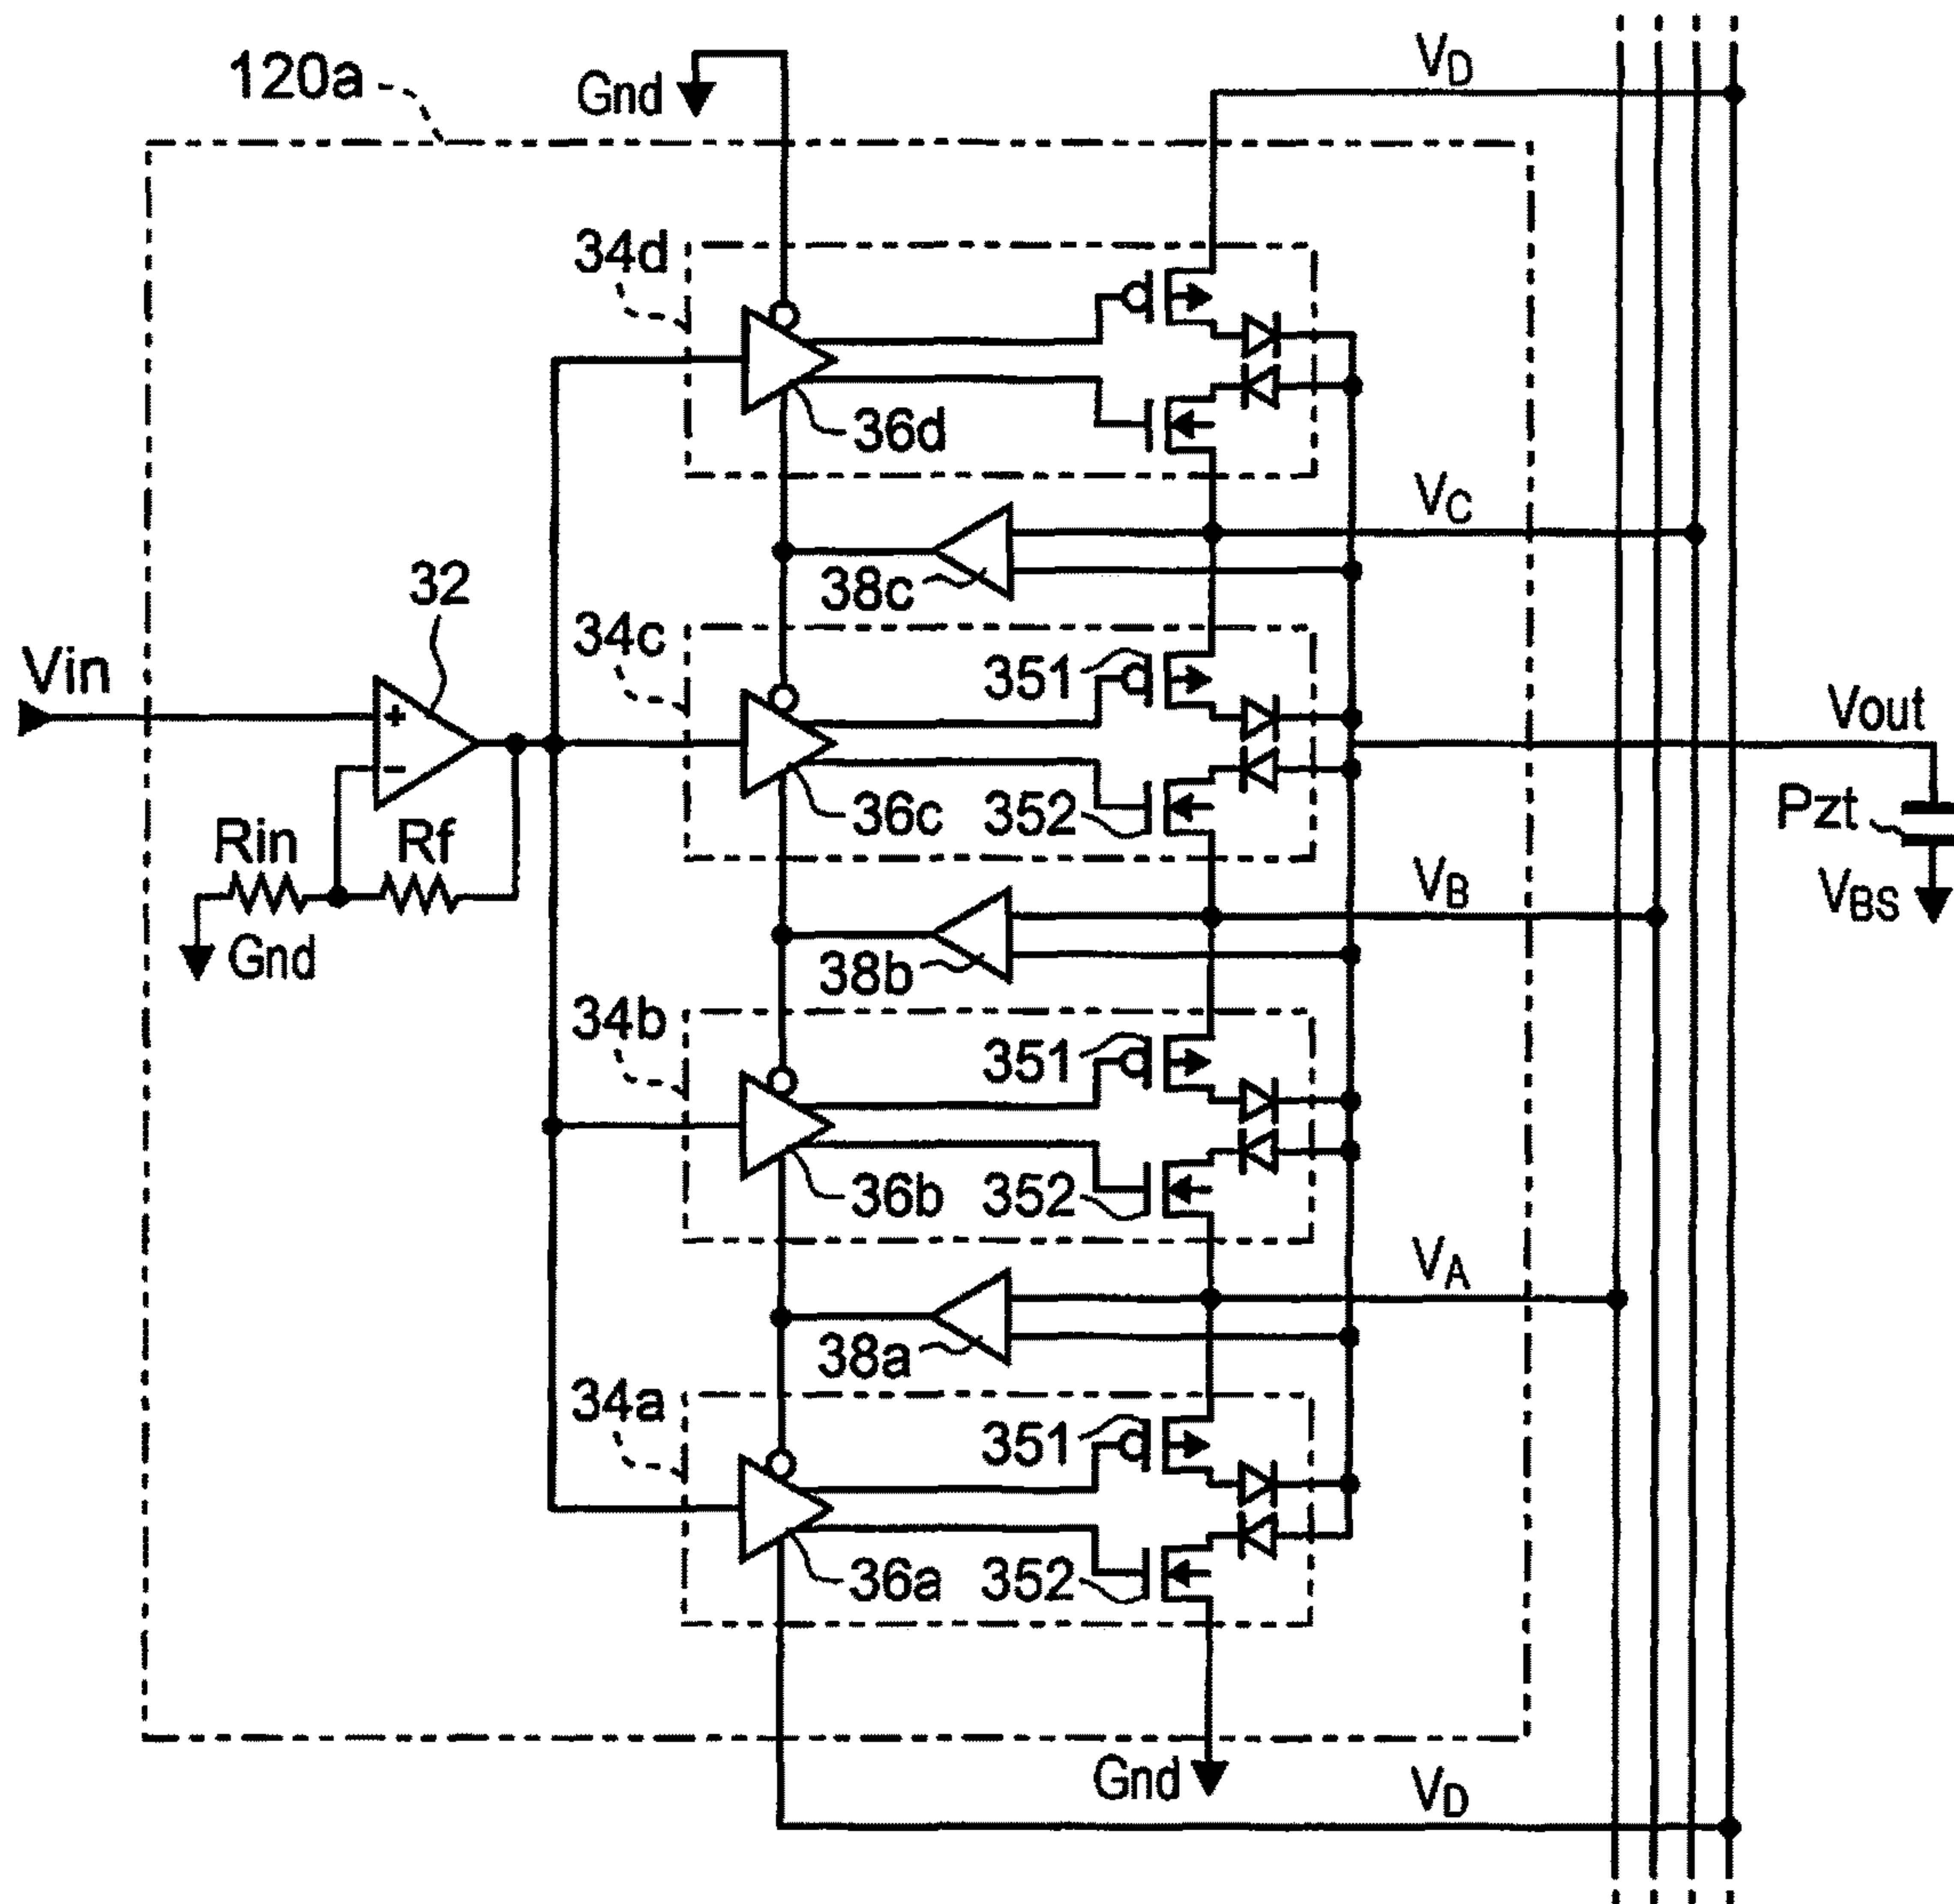 120a
Gnd
VD
34d
36d
VC
38c
32
34c
351
Vin
Vout
36c
352
Pzt
Rin
Rf
VB
VBS
Gnd
38b
34b
351
36b
352
VA
38a
34a
351
36a
352
Gnd
VD